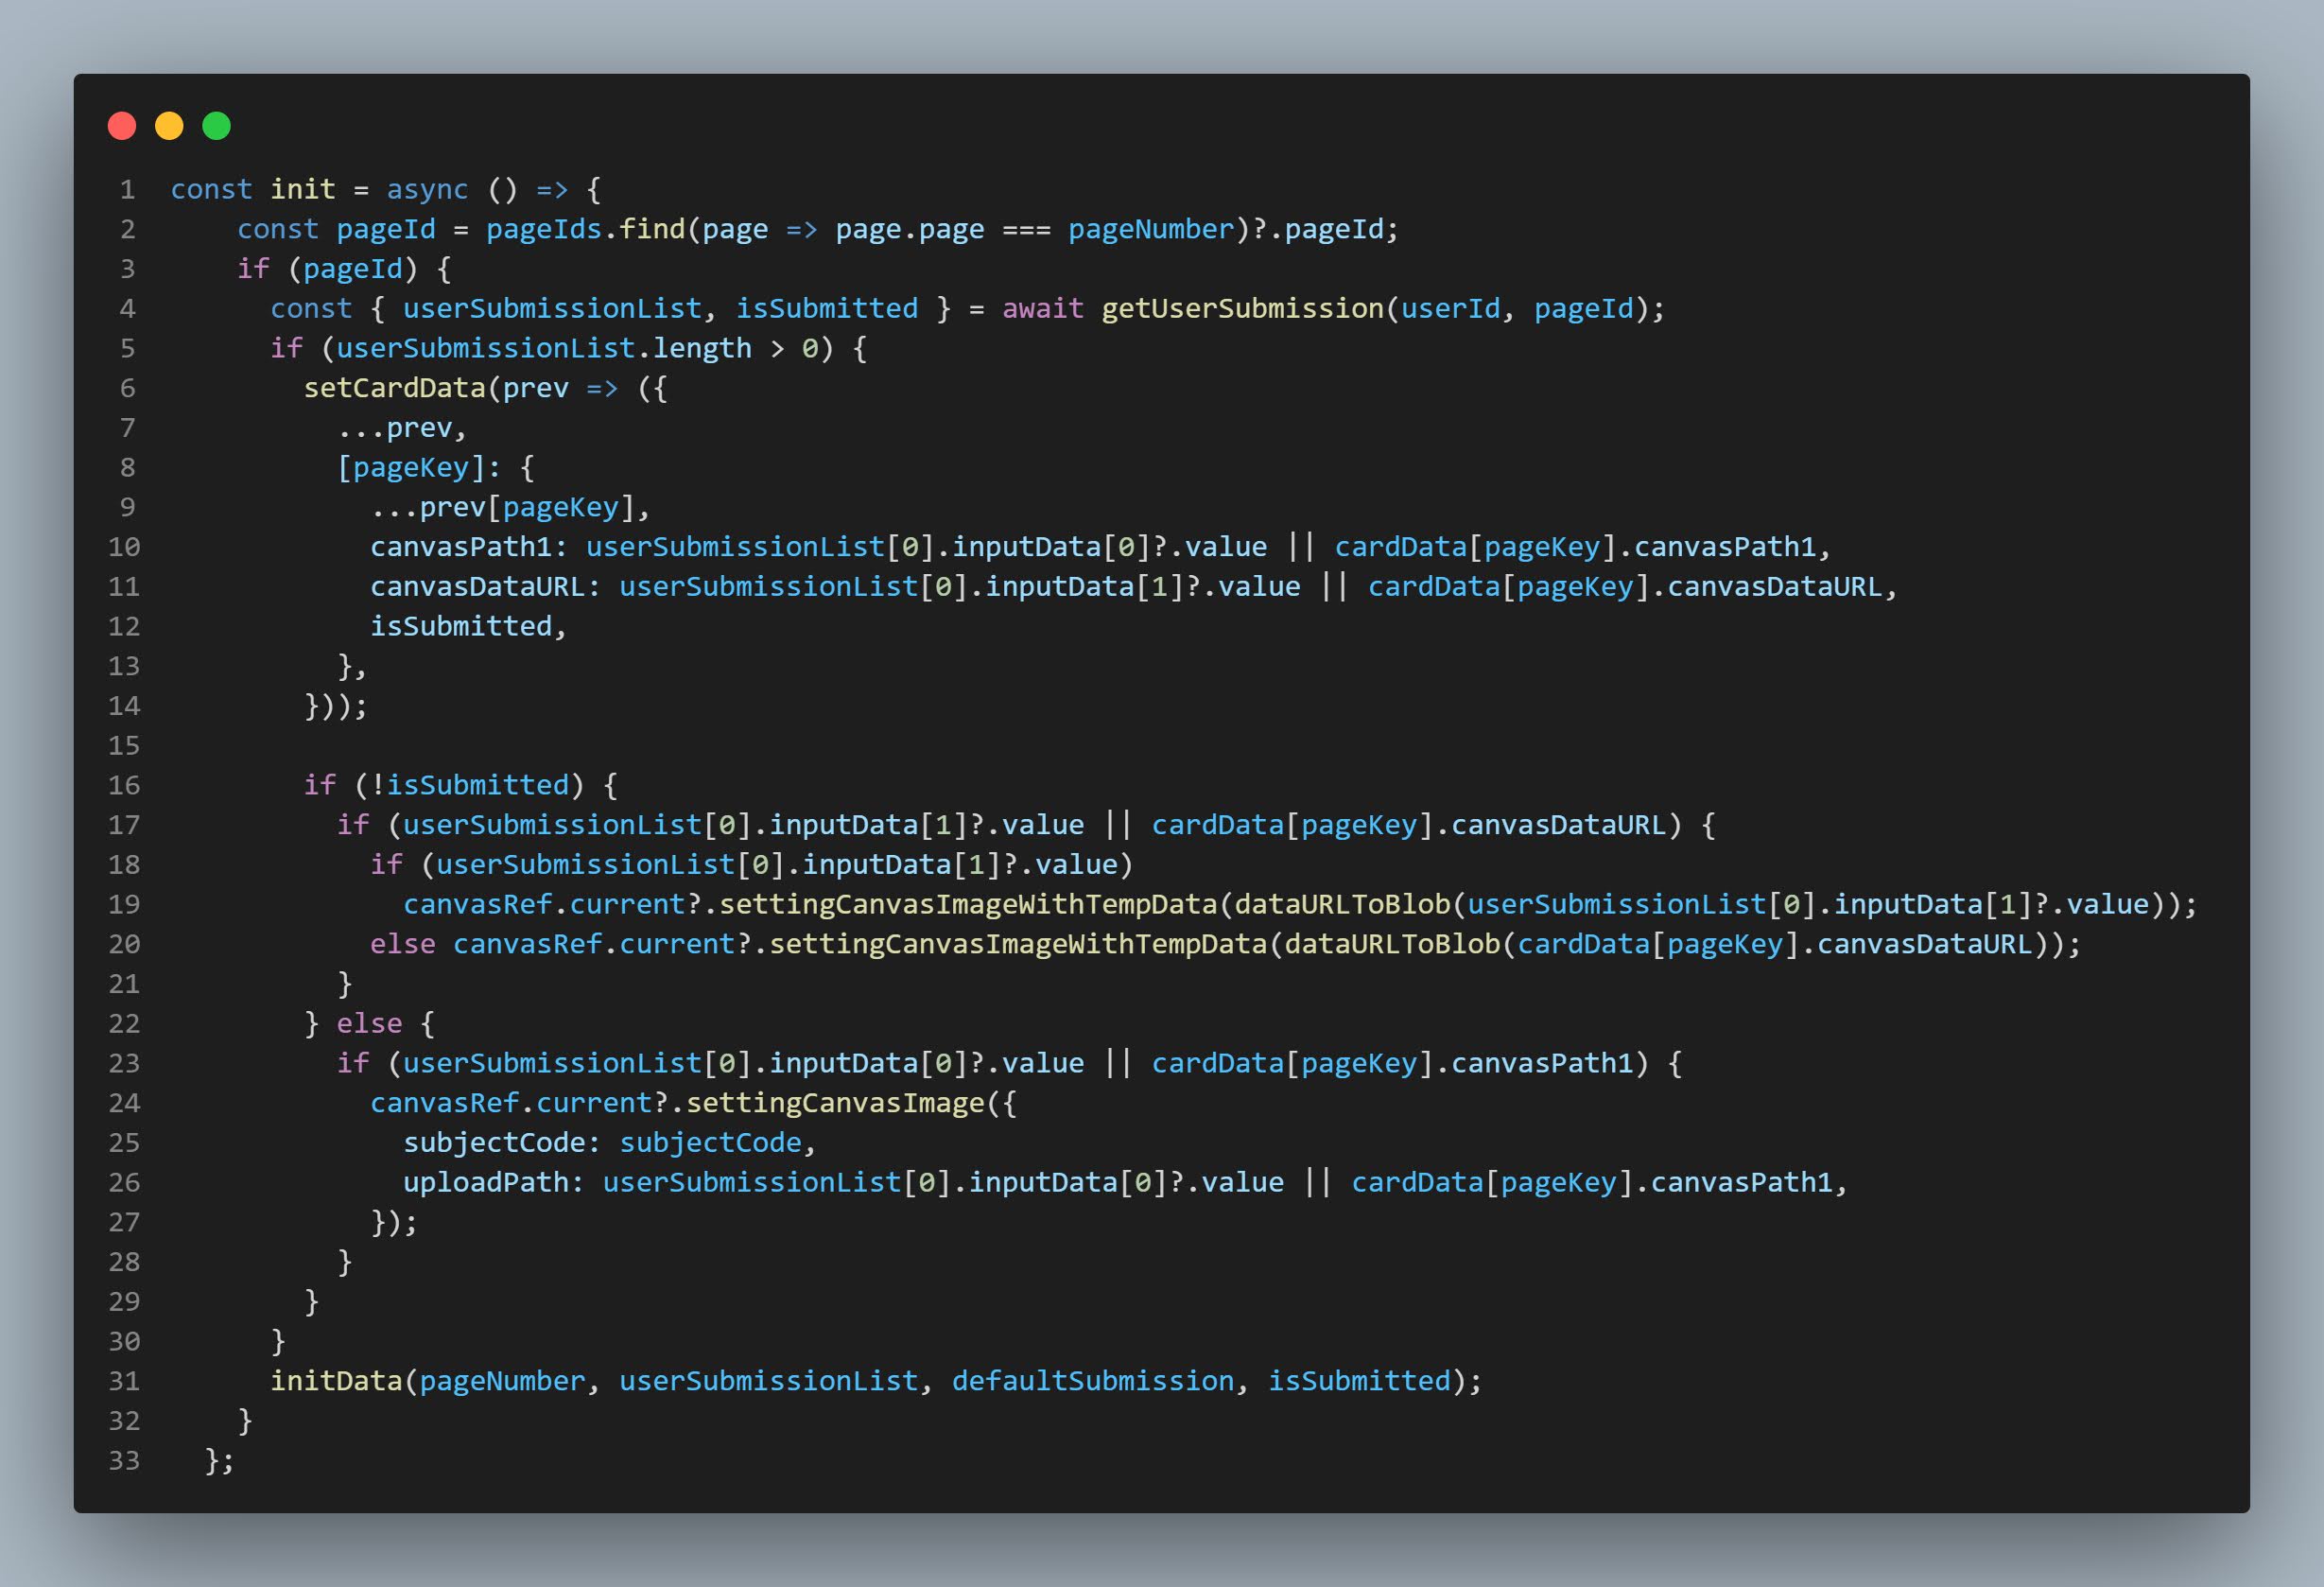 1 const init = async () => {
2 const pageId = pageIds.find(page => page.page === pageNumber)?.pageId;
3 if (pageId) {
4 const { userSubmissionList, isSubmitted } = await getUserSubmission(userId, pageId);
5 if (userSubmissionList.length > 0) {
6 setCardData(prev => ({
7 ...prev,
8 [pageKey]: {
9 ...prev[pageKey],
10 canvasPath1: userSubmissionList[0].inputData[0]?.value || cardData[pageKey].canvasPath1,
11 canvasDataURL: userSubmissionList[0].inputData[1]?.value || cardData[pageKey].canvasDataURL,
12 isSubmitted,
13 },
14 }));
15
16 if (!isSubmitted) {
17 if (userSubmissionList[0].inputData[1]?.value || cardData[pageKey].canvasDataURL) {
18 if (userSubmissionList[0].inputData[1]?.value)
19 canvasRef.current?.settingCanvasImageWithTempData(dataURLToBlob(userSubmissionList[0].inputData[1]?.value));
20 else canvasRef.current?.settingCanvasImageWithTempData(dataURLToBlob(cardData[pageKey].canvasDataURL));
21 }
22 } else {
23 if (userSubmissionList[0].inputData[0]?.value || cardData[pageKey].canvasPath1) {
24 canvasRef.current?.settingCanvasImage({
25 subjectCode: subjectCode,
26 uploadPath: userSubmissionList[0].inputData[0]?.value || cardData[pageKey].canvasPath1,
27 });
28 }
29 }
30 }
31 initData(pageNumber, userSubmissionList, defaultSubmission, isSubmitted);
32 }
33 };